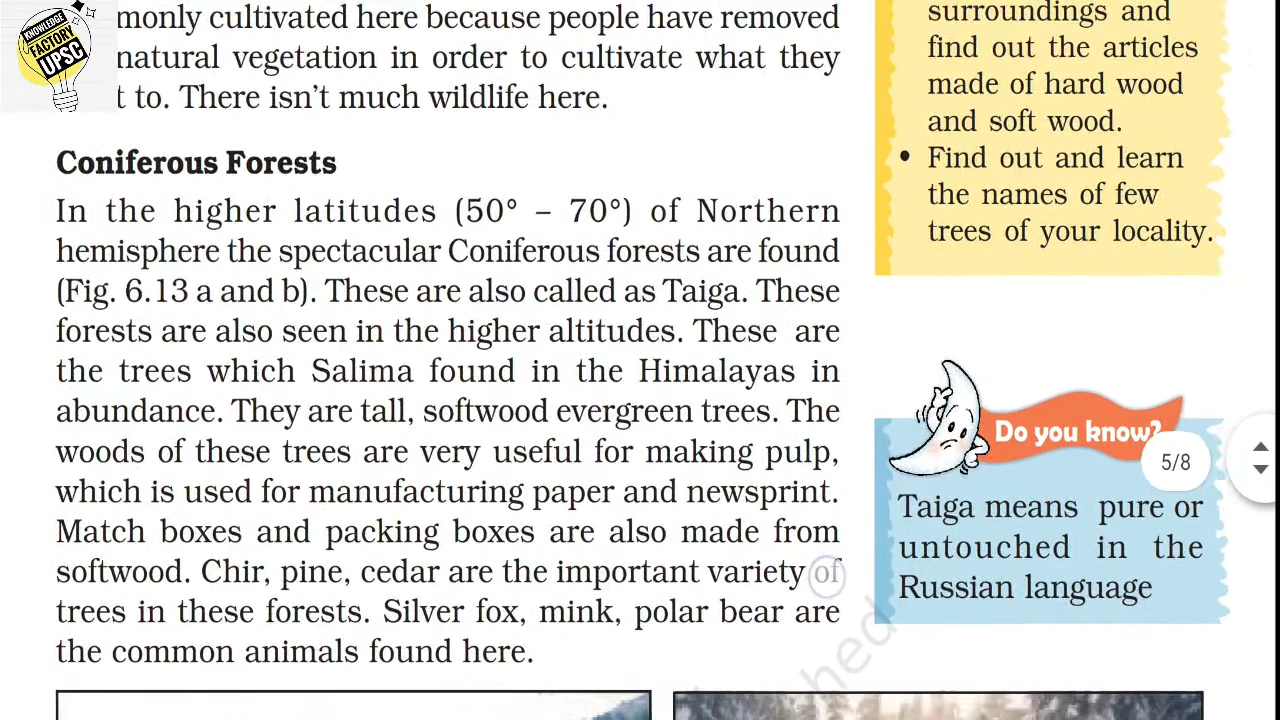 KNOWLEDGE
FACTORY
UPSC
monly cultivated here because people have removed
natural vegetation in order to cultivate what they
t to. There isn't much wildlife here.
Coniferous Forests
In the higher latitudes (50° – 70°) of Northern
hemisphere the spectacular Coniferous forests are found
(Fig. 6.13 a and b). These are also called as Taiga. These
forests are also seen in the higher altitudes. These are
the trees which Salima found in the Himalayas in
abundance. They are tall, softwood evergreen trees. The
woods of these trees are very useful for making pulp,
which is used for manufacturing paper and newsprint.
Match boxes and packing boxes are also made from
softwood. Chir, pine, cedar are the important variety of
trees in these forests. Silver fox, mink, polar bear are
the common animals found here.
surroundings and
find out the articles
made of hard wood
and soft wood.
• Find out and learn
the names of few
trees of your locality.
Do you know?
5/8
Taiga means pure or
untouched in the
Russian language